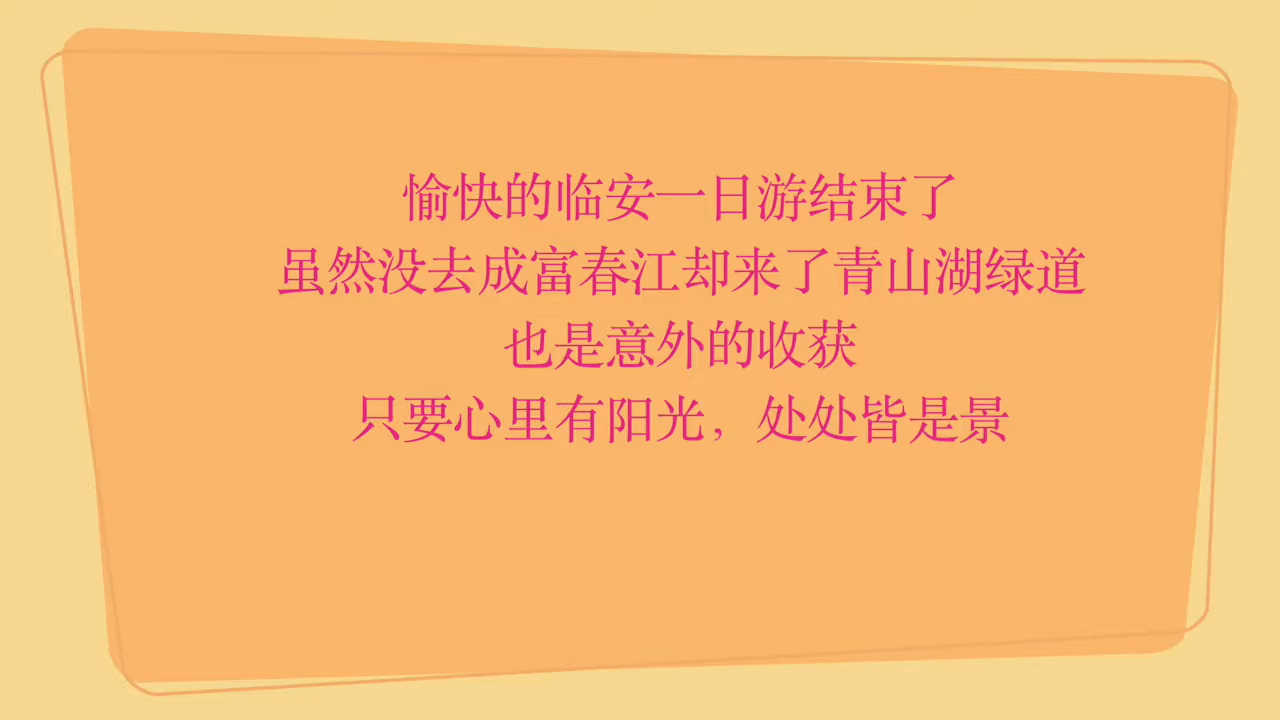 愉快的临安一日游结束了
虽然没去成富春江却来了青山湖绿道
也是意外的收获
只要心里有阳光，处处皆是景